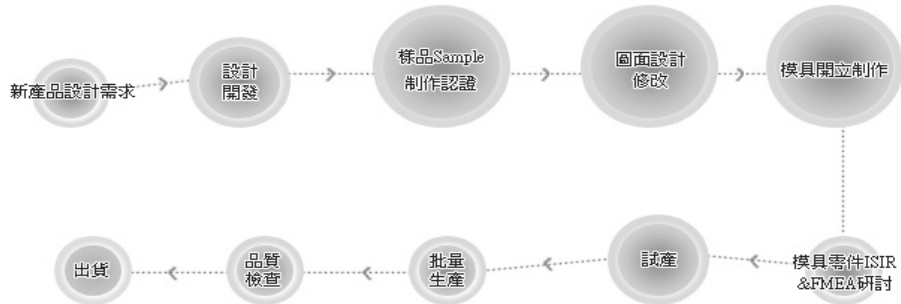 新產品設計需求
設計
開發
樣品Sample
制作認證
圖面設計
修改
模具開立制作
模具零件ISIR
&FMEA研討
試產
批量
生產
品質
檢查
出貨